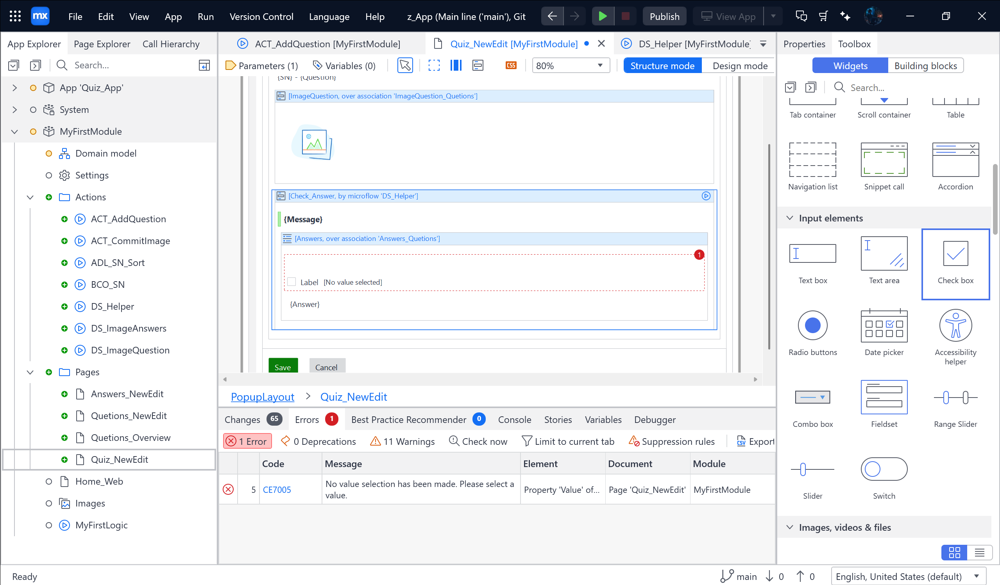 mx File Edit View App Run Version Control Language Help z_App (Main line ('main'), Git Publish View App
App Explorer Page Explorer Call Hierarchy
Search...
App 'Quiz_App'
System
MyFirstModule
Domain model
Settings
Actions
ACT_AddQuestion
ACT_CommitImage
ADL_SN_Sort
BCO_SN
DS_Helper
DS_ImageAnswers
DS_ImageQuestion
Pages
Answers_NewEdit
Quetions_NewEdit
Quetions_Overview
Quiz_NewEdit
Home_Web
Images
MyFirstLogic
ACT_AddQuestion [MyFirstModule] Quiz_NewEdit [MyFirstModule] DS_Helper [MyFirstModule]
Parameters (1) Variables (0) CSS 80% Structure mode Design mode
{SN} - {Question}
[ImageQuestion, over association 'ImageQuestion_Quetions']
[Check_Answer, by microflow 'DS_Helper']
{Message}
[Answers, over association 'Answers_Quetions']
1
Label [No value selected]
{Answer}
Save Cancel
PopupLayout > Quiz_NewEdit
Changes 65 Errors 1 Best Practice Recommender 0 Console Stories Variables Debugger
1 Error 0 Deprecations 11 Warnings Check now Limit to current tab Suppression rules CSV Export
Code Message Element Document Module
5 CE7005 No value selection has been made. Please select a value. Property 'Value' of... Page 'Quiz_NewEdit' MyFirstModule
Properties Toolbox
Widgets Building blocks
Search...
Tab container Scroll container Table
Navigation list Snippet call Accordion
Input elements
Text box Text area Check box
Radio buttons Date picker Accessibility helper
Combo box Fieldset Range Slider
Slider Switch
Images, videos & files
Ready main 0 0 English, United States (default)